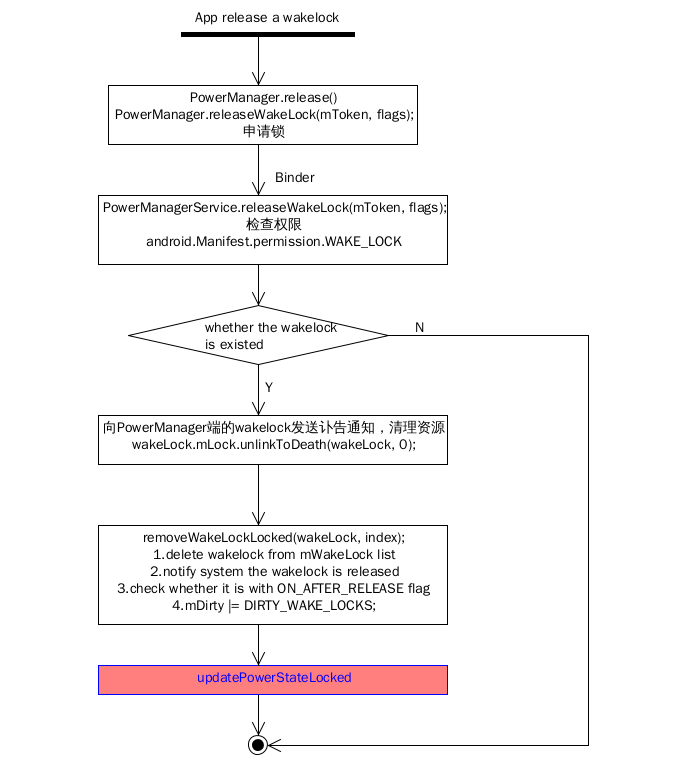 App release a wakelock
PowerManager.release()
PowerManager.releaseWakeLock(mToken, flags);
申请锁
Binder
PowerManagerService.releaseWakeLock(mToken, flags);
检查权限
android.Manifest.permission.WAKE_LOCK
whether the wakelock
is existed
N
Y
向PowerManager端的wakelock发送讣告通知，清理资源
wakeLock.mLock.unlinkToDeath(wakeLock, 0);
removeWakeLockLocked(wakeLock, index);
1.delete wakelock from mWakeLock list
2.notify system the wakelock is released
3.check whether it is with ON_AFTER_RELEASE flag
4.mDirty |= DIRTY_WAKE_LOCKS;
updatePowerStateLocked